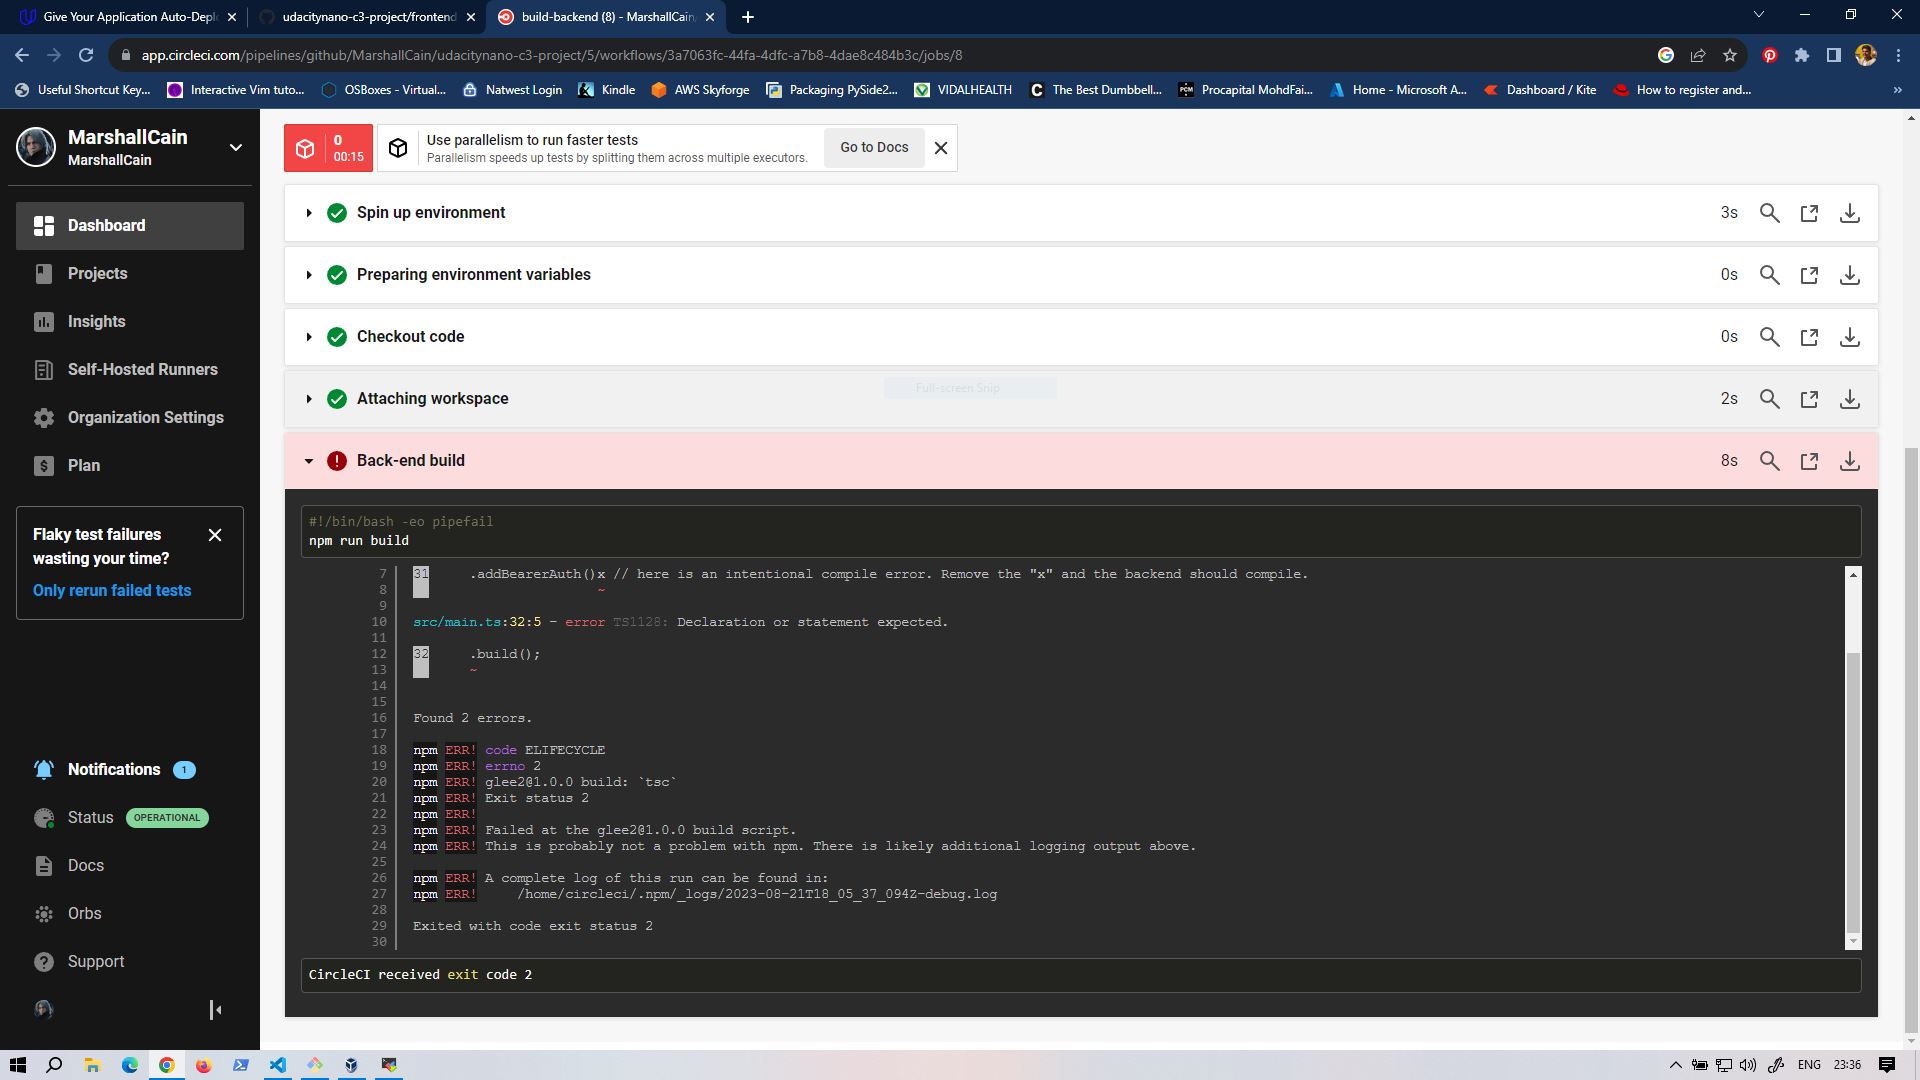 Give Your Application Auto-Depl
udacitynano-c3-project/frontend
build-backend (8) - MarshallCain
app.circleci.com/pipelines/github/MarshallCain/udacitynano-c3-project/5/workflows/3a7063fc-44fa-4dfc-a7b8-4dae8c484b3c/jobs/8
Useful Shortcut Key...
Interactive Vim tuto...
OSBoxes - Virtual...
Natwest Login
Kindle
AWS Skyforge
Packaging PySide2...
VIDALHEALTH
The Best Dumbbell...
Procapital MohdFai...
Home - Microsoft A...
Dashboard / Kite
How to register and...
»
MarshallCain
MarshallCain
Dashboard
Projects
Insights
Self-Hosted Runners
Organization Settings
Plan
Flaky test failures
wasting your time?
Only rerun failed tests
Notifications 1
Status OPERATIONAL
Docs
Orbs
Support
0
00:15
Use parallelism to run faster tests
Parallelism speeds up tests by splitting them across multiple executors.
Go to Docs
Spin up environment 3s
Preparing environment variables 0s
Checkout code 0s
Full-screen Snip
Attaching workspace 2s
Back-end build 8s
#!/bin/bash -eo pipefail
npm run build
7 31 .addBearerAuth()x // here is an intentional compile error. Remove the "x" and the backend should compile.
8 ~
9
10 src/main.ts:32:5 - error TS1128: Declaration or statement expected.
11
12 32 .build();
13 ~
14
15
16 Found 2 errors.
17
18 npm ERR! code ELIFECYCLE
19 npm ERR! errno 2
20 npm ERR! glee2@1.0.0 build: `tsc`
21 npm ERR! Exit status 2
22 npm ERR!
23 npm ERR! Failed at the glee2@1.0.0 build script.
24 npm ERR! This is probably not a problem with npm. There is likely additional logging output above.
25
26 npm ERR! A complete log of this run can be found in:
27 npm ERR! /home/circleci/.npm/_logs/2023-08-21T18_05_37_094Z-debug.log
28
29 Exited with code exit status 2
30
CircleCI received exit code 2
ENG 23:36